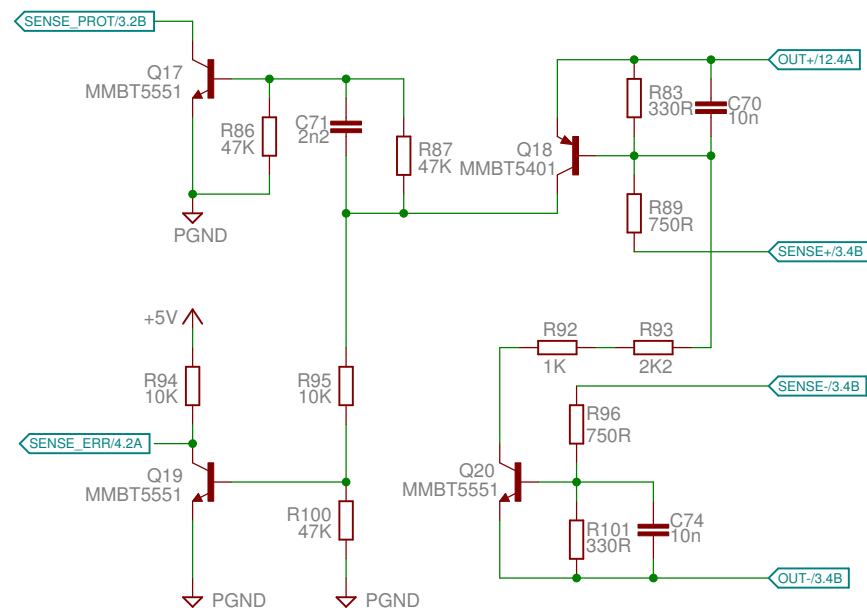 SENSE_PROT/3.2B
OUT+/12.4A
Q17
MMBT5551
R86
47K
C71
2n2
R87
47K
Q18
MMBT5401
R83
330R
C70
10n
R89
750R
PGND
SENSE+/3.4B
+5V
R92
1K
R93
2K2
R94
10K
R95
10K
SENSE-/3.4B
R96
750R
SENSE_ERR/4.2A
Q19
MMBT5551
Q20
MMBT5551
R100
47K
R101
330R
C74
10n
OUT-/3.4B
PGND
PGND